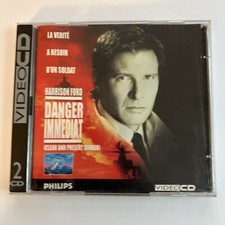 VIDEO CD
LA VERITÉ
A BESOIN
D'UN SOLDAT
HARRISON FORD
DANGER
IMMEDIAT
(CLEAR AND PRESENT DANGER)
2
CD
PHILIPS
VIDEO CD